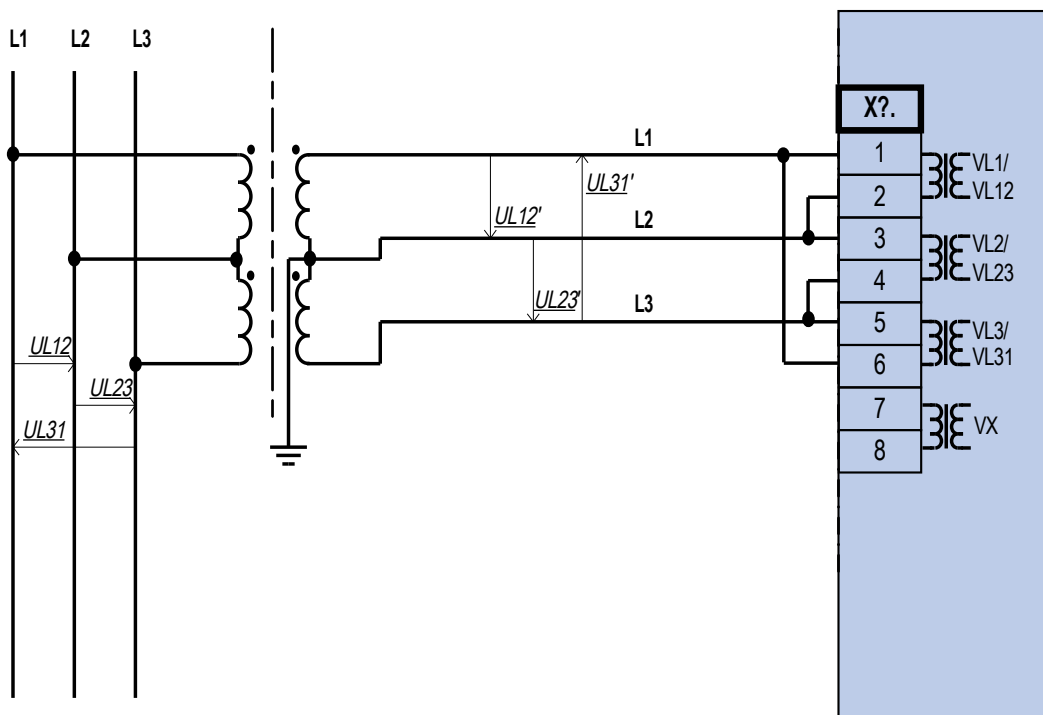 L1 L2 L3
X?.
L1
1
VL1/
VL12
UL31'
2
UL12'
L2
3
VL2/
VL23
4
UL23'
L3
5
VL3/
VL31
UL12
6
UL23
7
VX
UL31
8